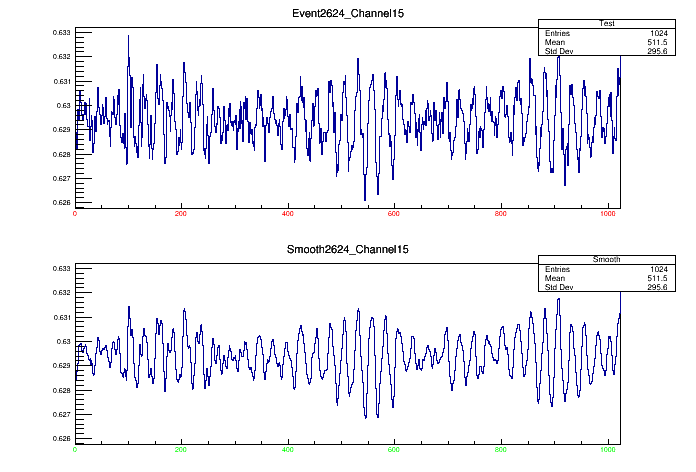 Event2624_Channel15
Test
Entries 1024
Mean 511.5
Std Dev 295.6
0.633
0.632
0.631
0.63
0.629
0.628
0.627
0.626
0 200 400 600 800 1000
Smooth2624_Channel15
Smooth
Entries 1024
Mean 511.5
Std Dev 295.6
0.633
0.632
0.631
0.63
0.629
0.628
0.627
0.626
0 200 400 600 800 1000